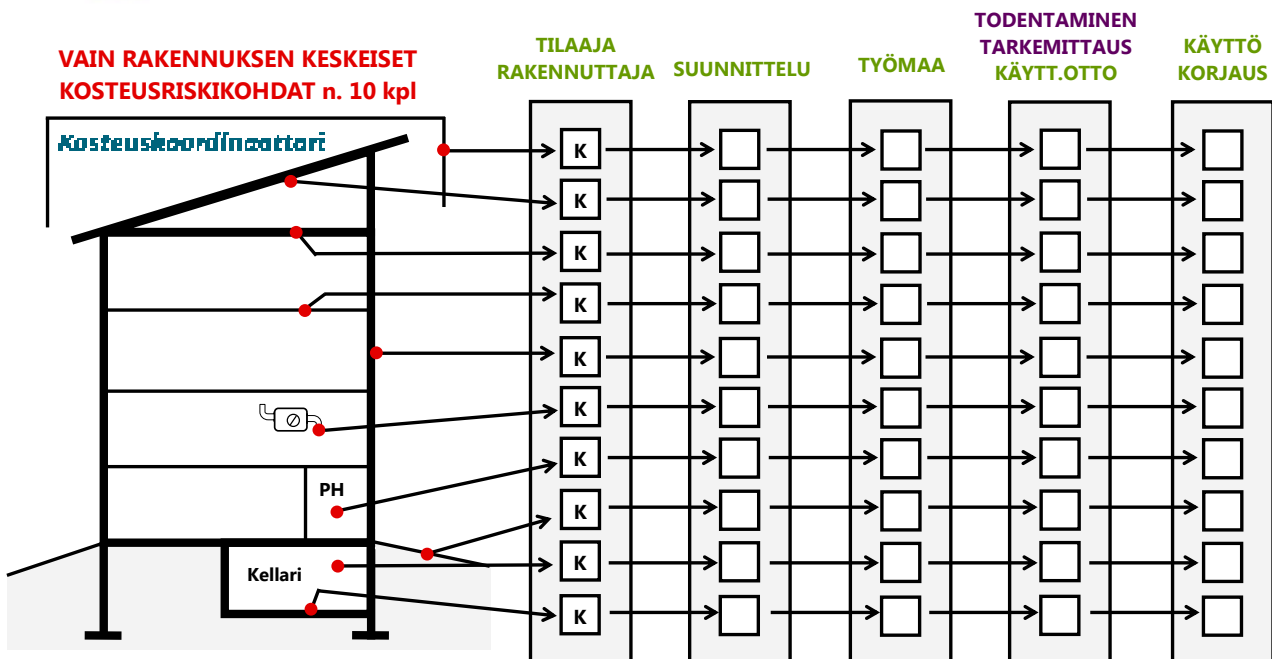 VAIN RAKENNUKSEN KESKEISET
KOSTEUSRISKIKOHDAT n. 10 kpl
Kosteuskoordinaattori
TILAAJA
RAKENNUTTAJA
SUUNNITTELU
TYÖMAA
TODENTAMINEN
TARKEMITTAUS
KÄYTT.OTTO
KÄYTTÖ
KORJAUS
K
K
K
K
K
K
K
K
K
K
PH
Kellari